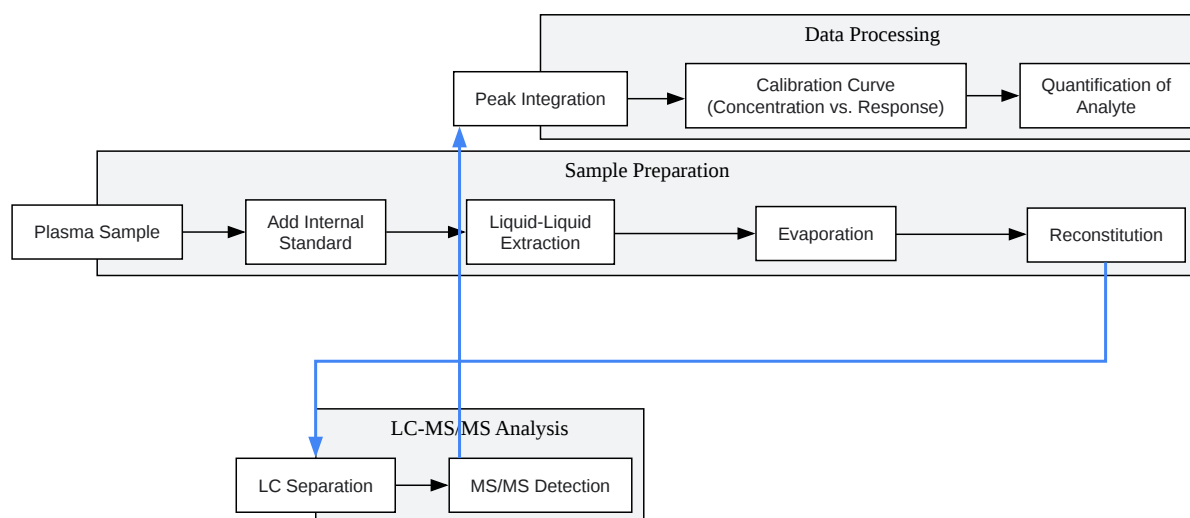 Data Processing
Peak Integration
Calibration Curve
(Concentration vs. Response)
Quantification of
Analyte
Sample Preparation
Plasma Sample
Add Internal
Standard
Liquid-Liquid
Extraction
Evaporation
Reconstitution
LC-MS/MS Analysis
LC Separation
MS/MS Detection